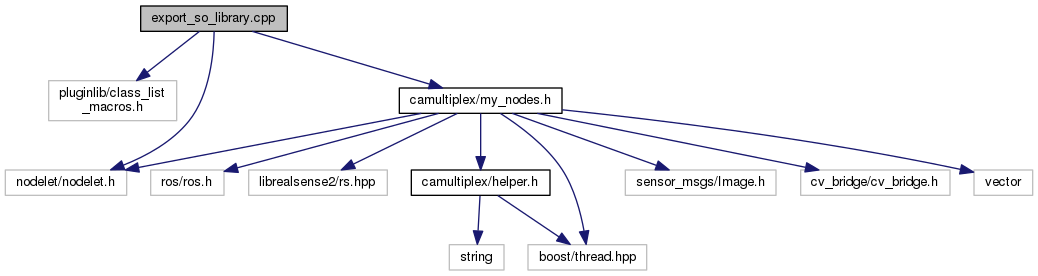 export_so_library.cpp
pluginlib/class_list
_macros.h
camultiplex/my_nodes.h
nodelet/nodelet.h
ros/ros.h
librealsense2/rs.hpp
camultiplex/helper.h
sensor_msgs/Image.h
cv_bridge/cv_bridge.h
vector
string
boost/thread.hpp